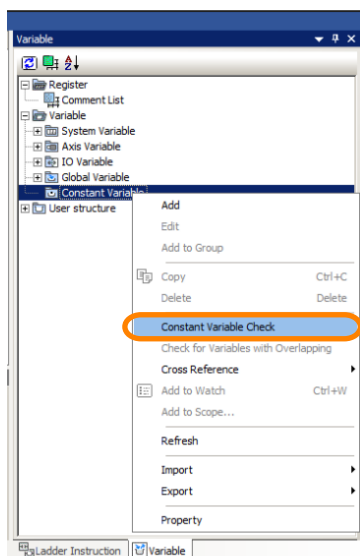 Variable
Register
Comment List
Variable
System Variable
Axis Variable
IO Variable
Global Variable
Constant Variable
User structure
Add
Edit
Add to Group
Copy Ctrl+C
Delete Delete
Constant Variable Check
Check for Variables with Overlapping
Cross Reference
Add to Watch Ctrl+W
Add to Scope...
Refresh
Import
Export
Property
Ladder Instruction Variable